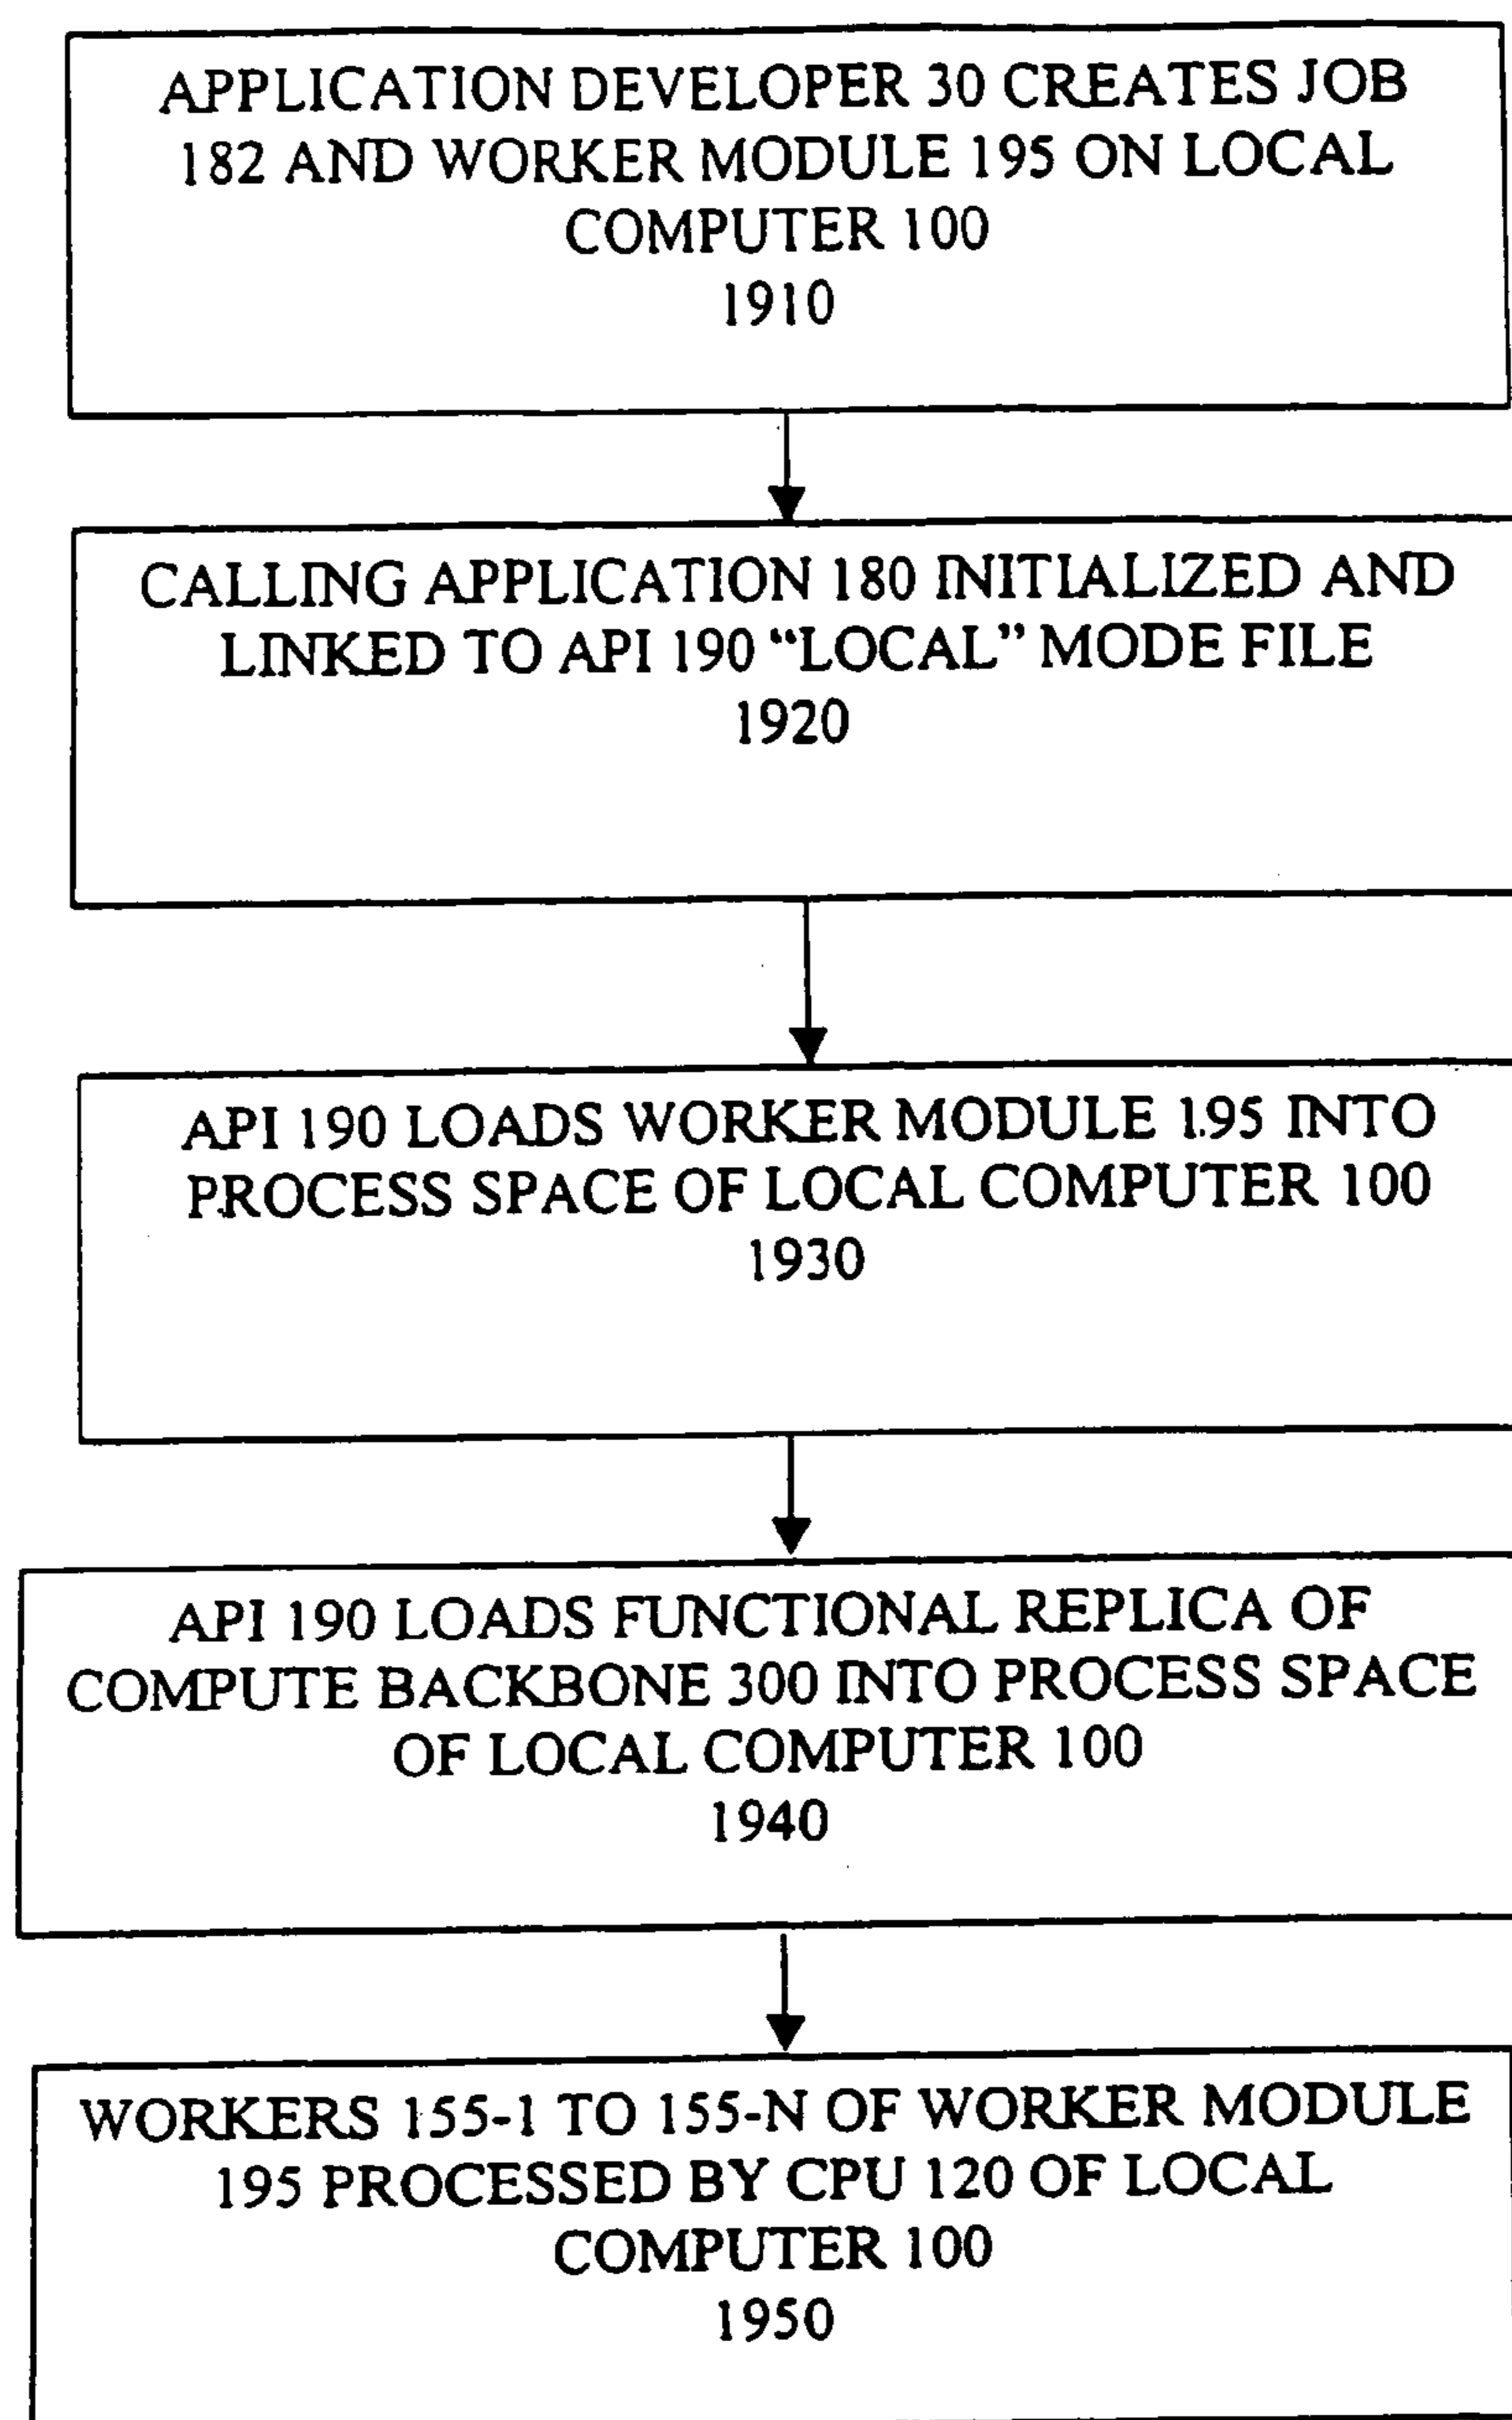 APPLICATION DEVELOPER 30 CREATES JOB
182 AND WORKER MODULE 195 ON LOCAL
COMPUTER 100
1910
CALLING APPLICATION 180 INITIALIZED AND
LINKED TO API 190 “LOCAL” MODE FILE
1920
API 190 LOADS WORKER MODULE 195 INTO
PROCESS SPACE OF LOCAL COMPUTER 100
1930
API 190 LOADS FUNCTIONAL REPLICA OF
COMPUTE BACKBONE 300 INTO PROCESS SPACE
OF LOCAL COMPUTER 100
1940
WORKERS 155-1 TO 155-N OF WORKER MODULE
195 PROCESSED BY CPU 120 OF LOCAL
COMPUTER 100
1950